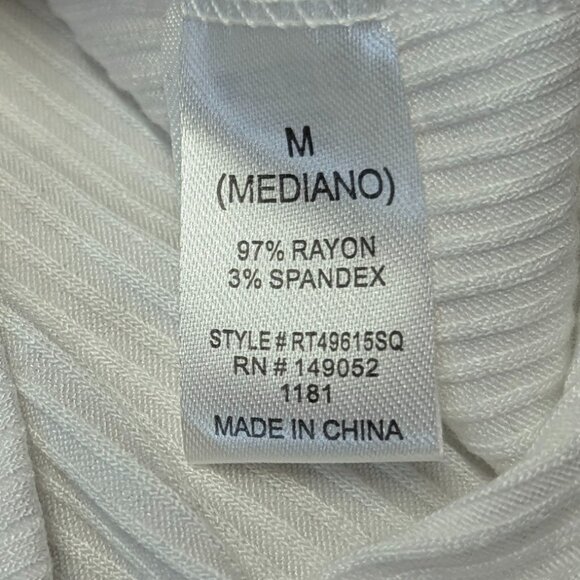 M
(MEDIANO)
97% RAYON
3% SPANDEX
STYLE # RT49615SQ
RN # 149052
1181
MADE IN CHINA